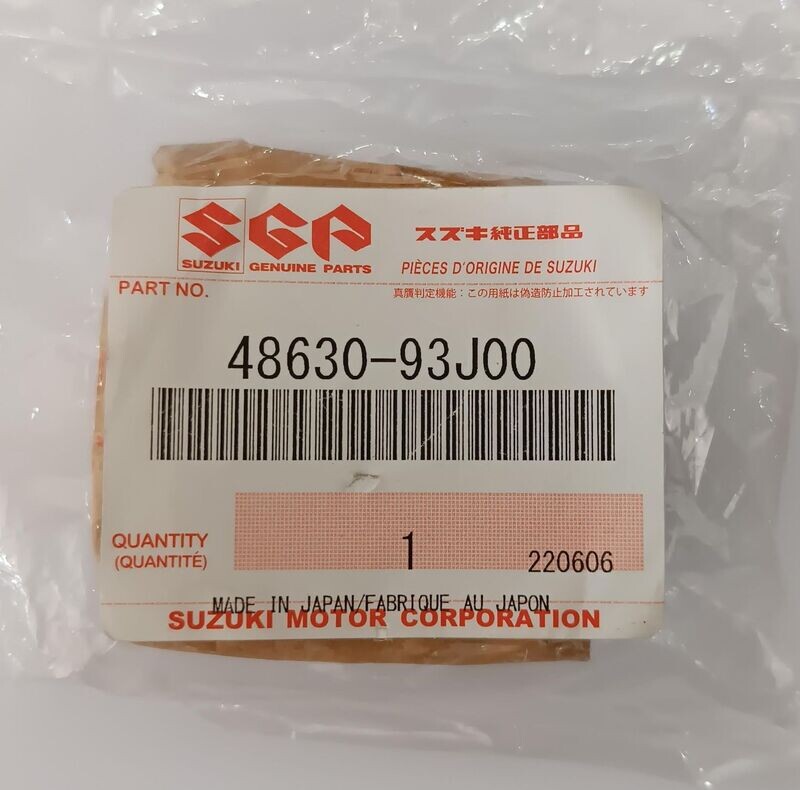 SGP スズキ純正部品
SUZUKI GENUINE PARTS PIÈCES D'ORIGINE DE SUZUKI
PART NO. 真贋判定機能：この用紙は偽造防止加工されています
48630-93J00
QUANTITY
(QUANTITÉ) 1 220606
MADE IN JAPAN/FABRIQUE AU JAPON
SUZUKI MOTOR CORPORATION